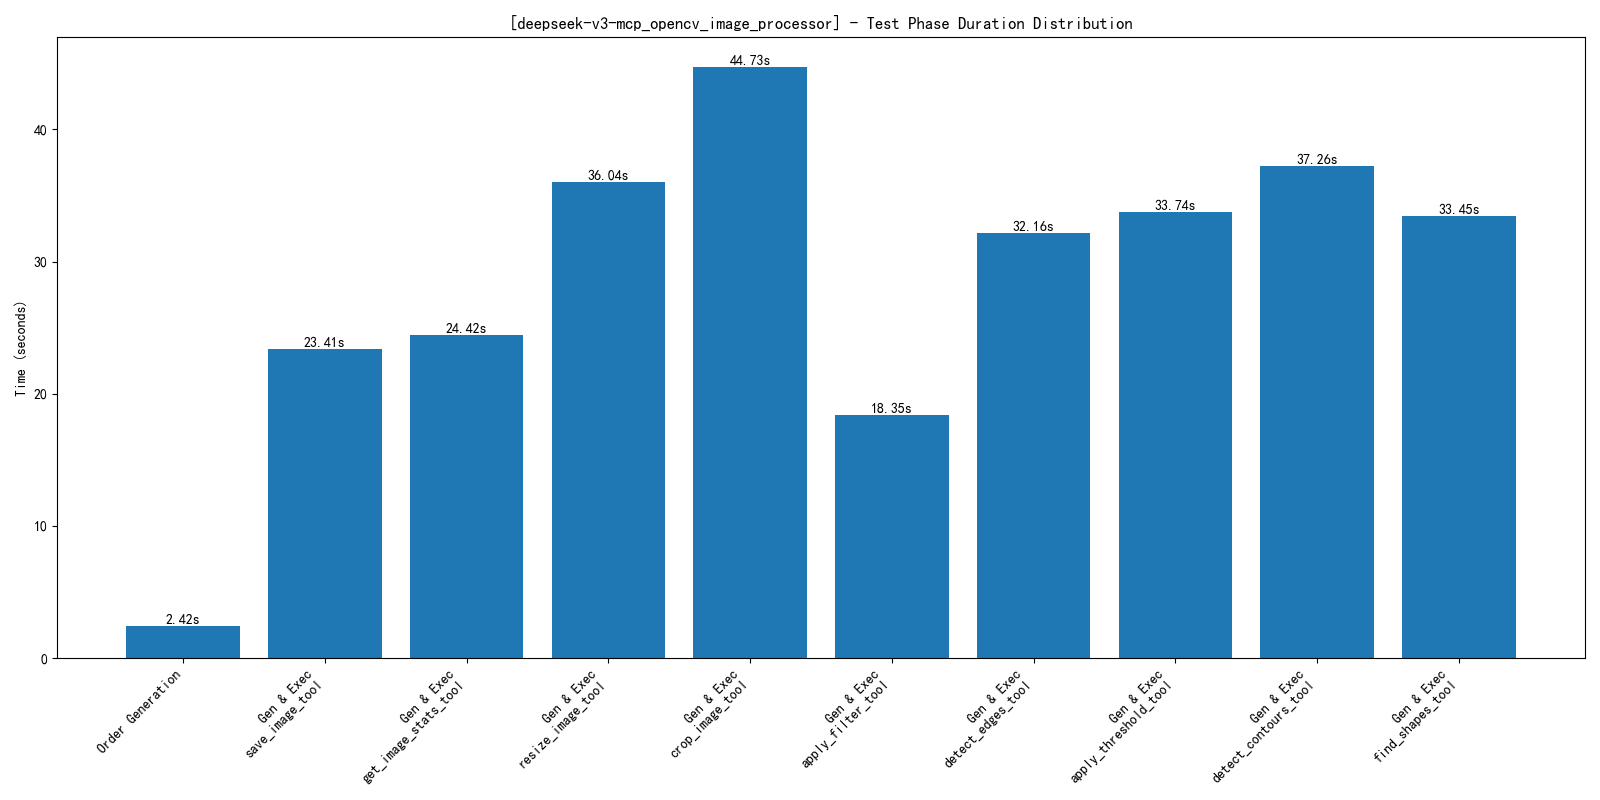 [deepseek-v3-mcp_opencv_image_processor] - Test Phase Duration Distribution
Time (seconds)
40
30
20
10
0
2.42s
23.41s
24.42s
36.04s
44.73s
18.35s
32.16s
33.74s
37.26s
33.45s
Order Generation
Gen & Exec
save_image_tool
Gen & Exec
get_image_stats_tool
Gen & Exec
resize_image_tool
Gen & Exec
crop_image_tool
Gen & Exec
apply_filter_tool
Gen & Exec
detect_edges_tool
Gen & Exec
apply_threshold_tool
Gen & Exec
detect_contours_tool
Gen & Exec
find_shapes_tool